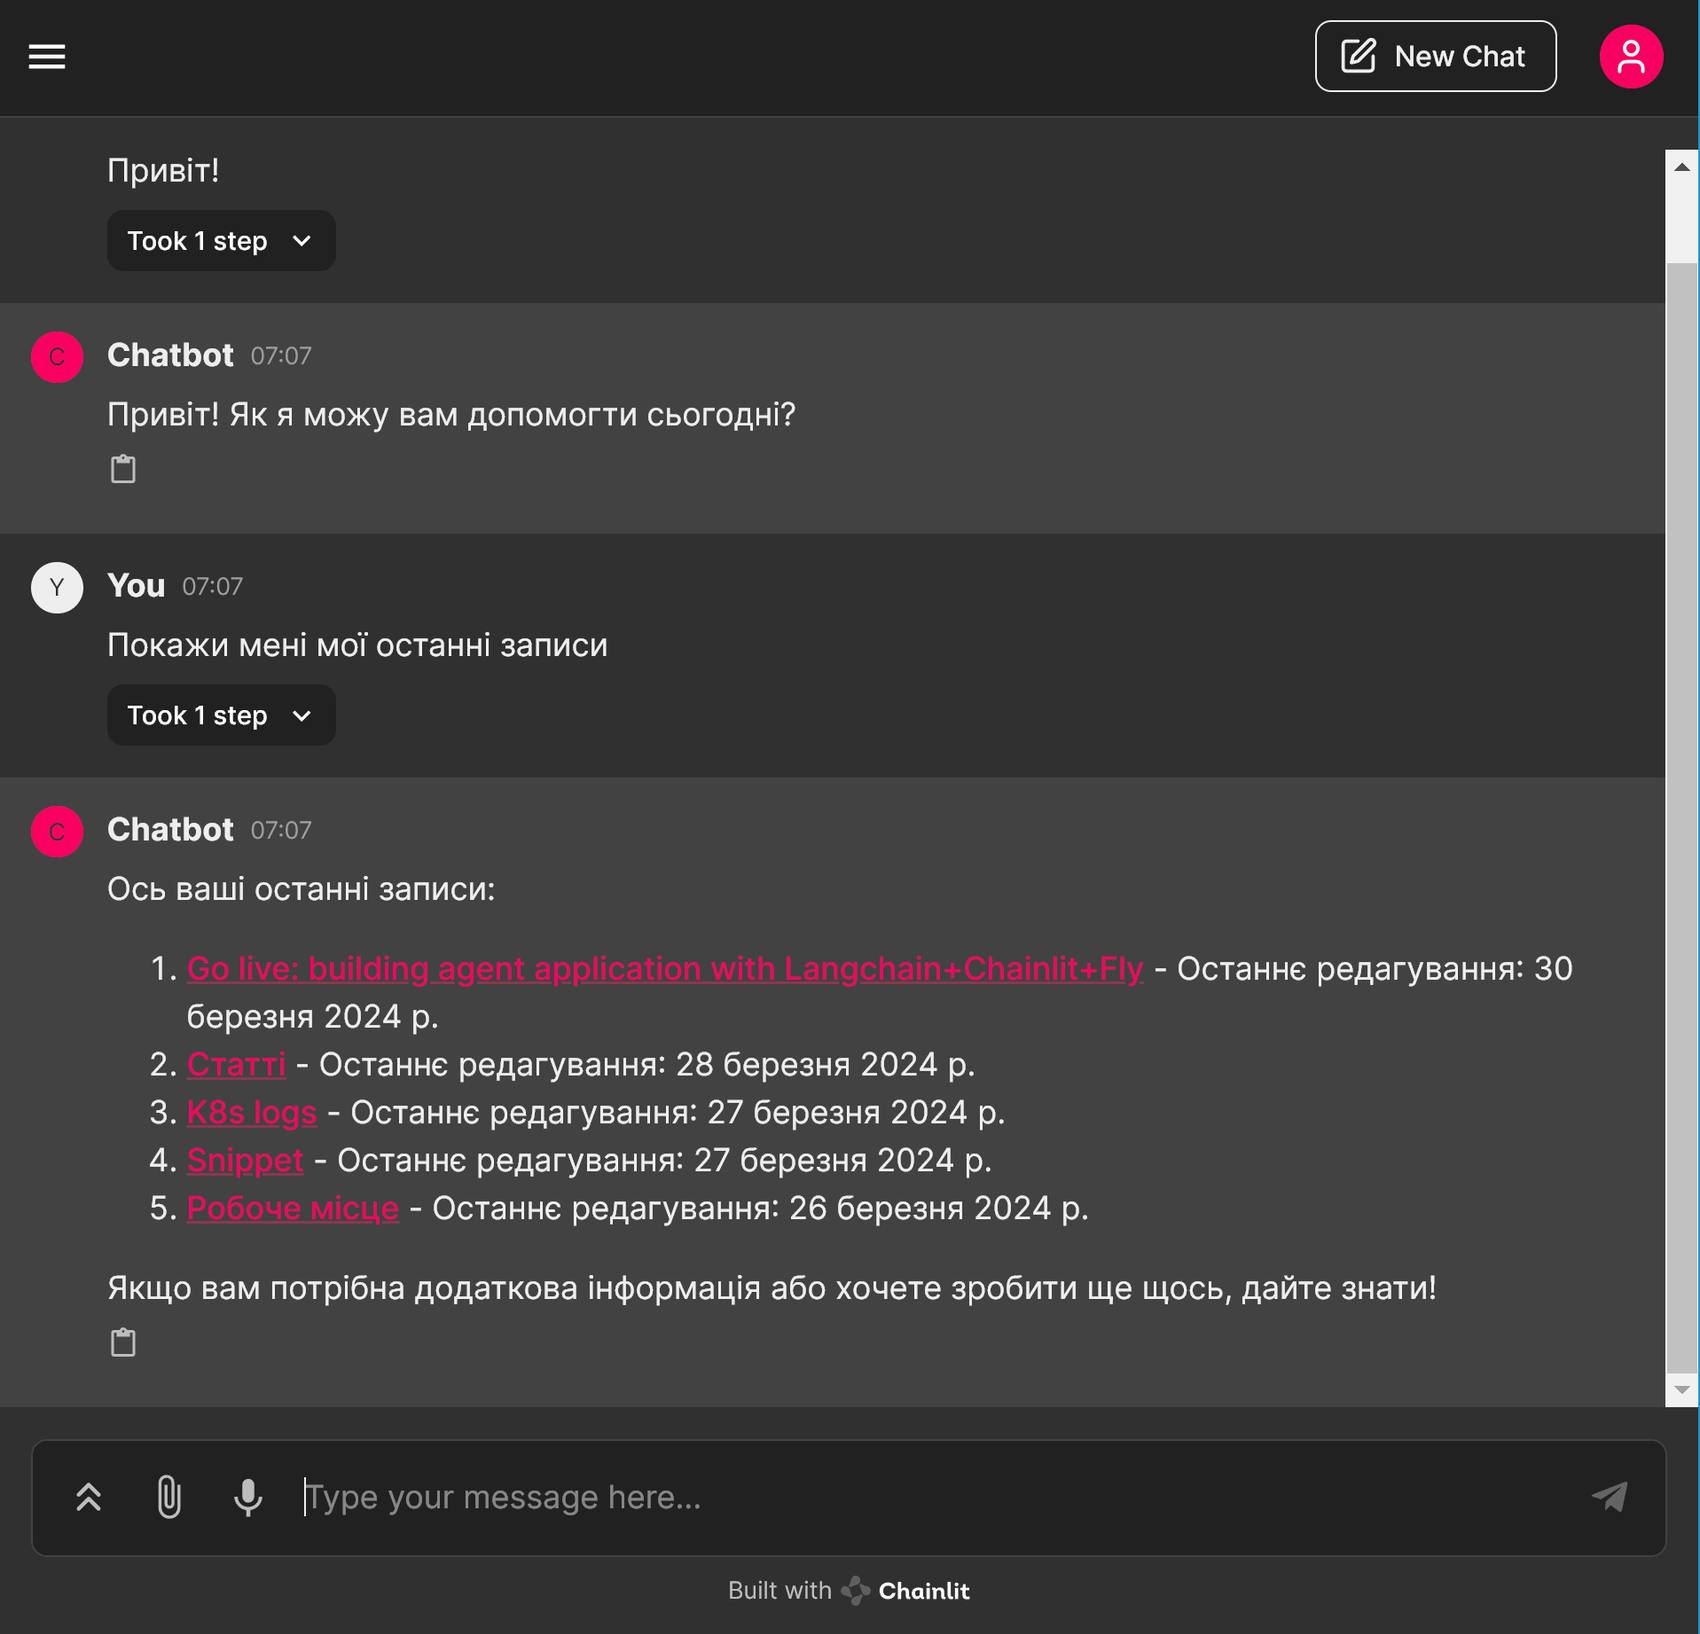 New Chat
Привіт!
Took 1 step
C
Chatbot 07:07
Привіт! Як я можу вам допомогти сьогодні?
Y
You 07:07
Покажи мені мої останні записи
Took 1 step
C
Chatbot 07:07
Ось ваші останні записи:
1. Go live: building agent application with Langchain+Chainlit+Fly - Останнє редагування: 30
березня 2024 р.
2. Статті - Останнє редагування: 28 березня 2024 р.
3. K8s logs - Останнє редагування: 27 березня 2024 р.
4. Snippet - Останнє редагування: 27 березня 2024 р.
5. Робоче місце - Останнє редагування: 26 березня 2024 р.
Якщо вам потрібна додаткова інформація або хочете зробити ще щось, дайте знати!
Type your message here...
Built with Chainlit